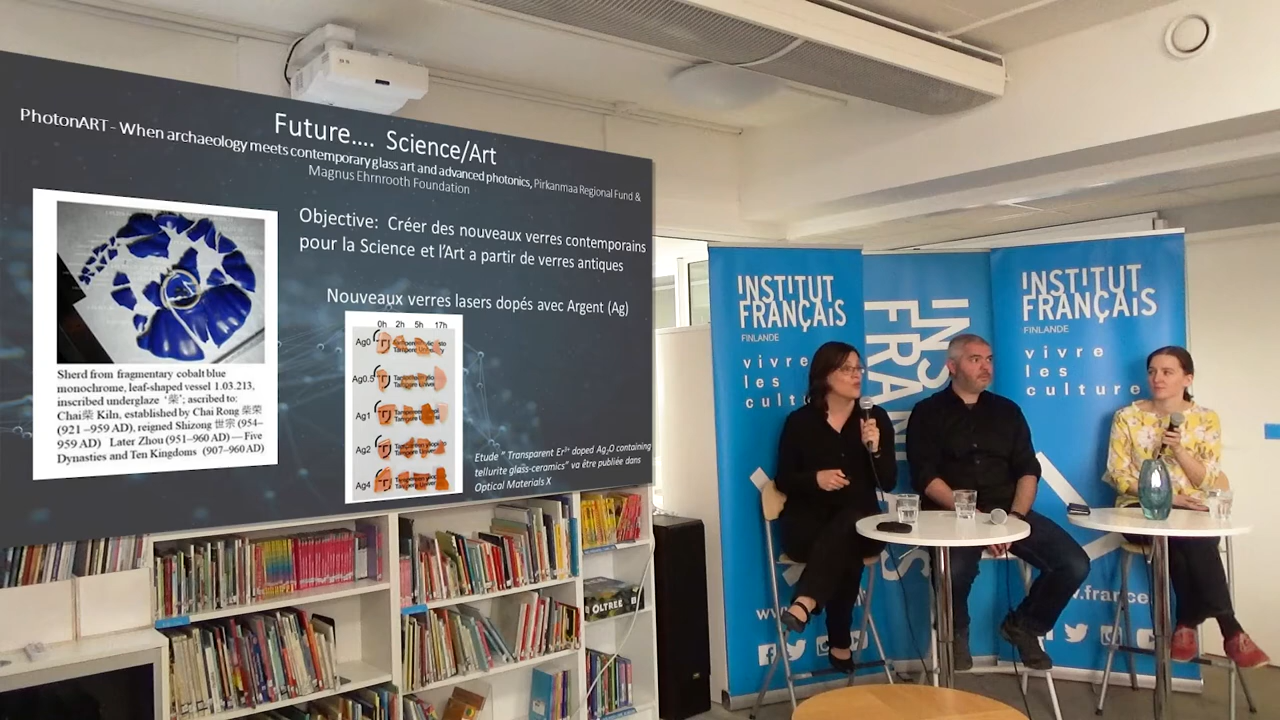 Future.... Science/Art
PhotonART - When archaeology meets contemporary glass art and advanced photonics, Pirkanmaa Regional Fund &
Magnus Ehrnrooth Foundation
Objective: Créer des nouveaux verres contemporains
pour la Science et l'Art a partir de verres antiques
Nouveaux verres lasers dopés avec Argent (Ag)
Sherd from fragmentary cobalt blue
monochrome, leaf-shaped vessel 1.03.213,
inscribed underglaze '柴'; ascribed to:
Chai柴 Kiln, established by Chai Rong 柴荣
(921 –959 AD), reigned Shizong 世宗 (954–
959 AD) Later Zhou (951–960 AD) — Five
Dynasties and Ten Kingdoms (907–960 AD)
0h 2h 5h 17h
Ag0
Ag0.5
Ag1
Ag2
Ag4
Etude " Transparent Er³⁺ doped Ag₂O containing
tellurite glass-ceramics" va être publiée dans
Optical Materials X
INSTITUT
FRANÇAIS
FINLANDE
vivre
les
INSTITUT
FRANÇAIS
FINLANDE
vivre
les
culture
OLTREE